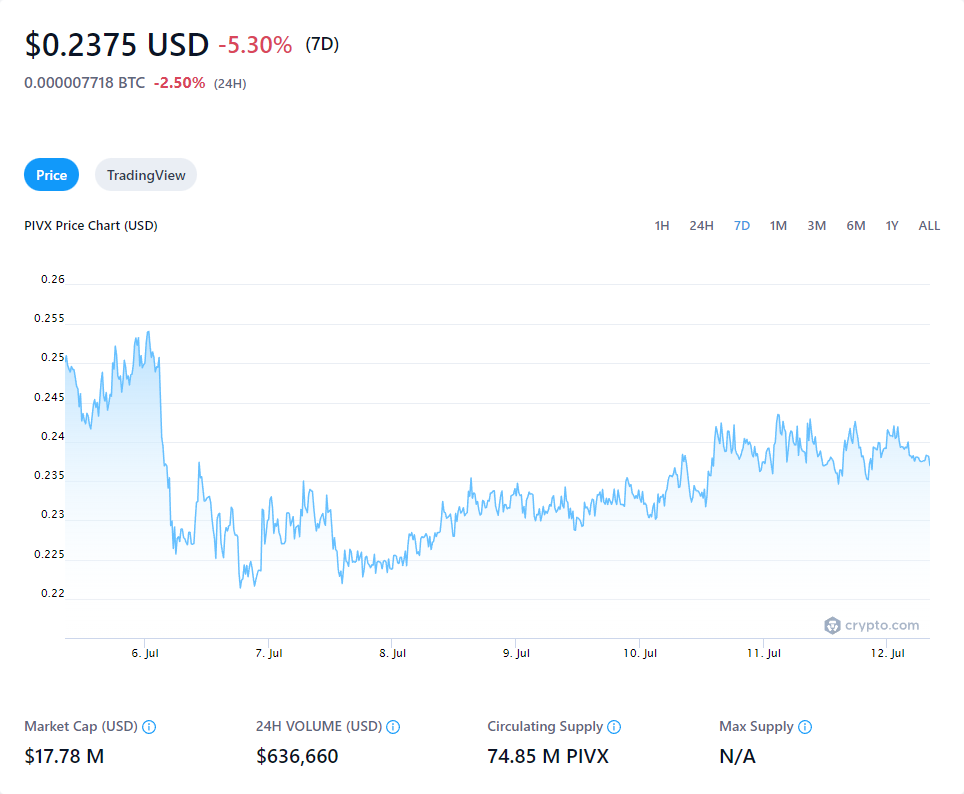 $0.2375 USD -5.30% (7D)
0.000007718 BTC -2.50% (24H)
Price TradingView
PIVX Price Chart (USD) 1H 24H 7D 1M 3M 6M 1Y ALL
0.26
0.255
0.25
0.245
0.24
0.235
0.23
0.225
0.22
crypto.com
6. Jul 7. Jul 8. Jul 9. Jul 10. Jul 11. Jul 12. Jul
Market Cap (USD) 24H VOLUME (USD) Circulating Supply Max Supply
$17.78 M $636,660 74.85 M PIVX N/A